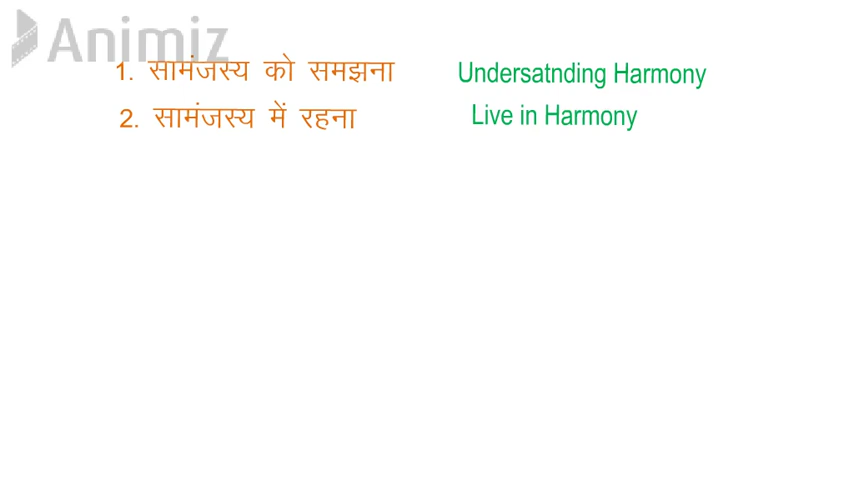 Animiz
1. सामंजस्य को समझना Undersatnding Harmony
2. सामंजस्य में रहना Live in Harmony